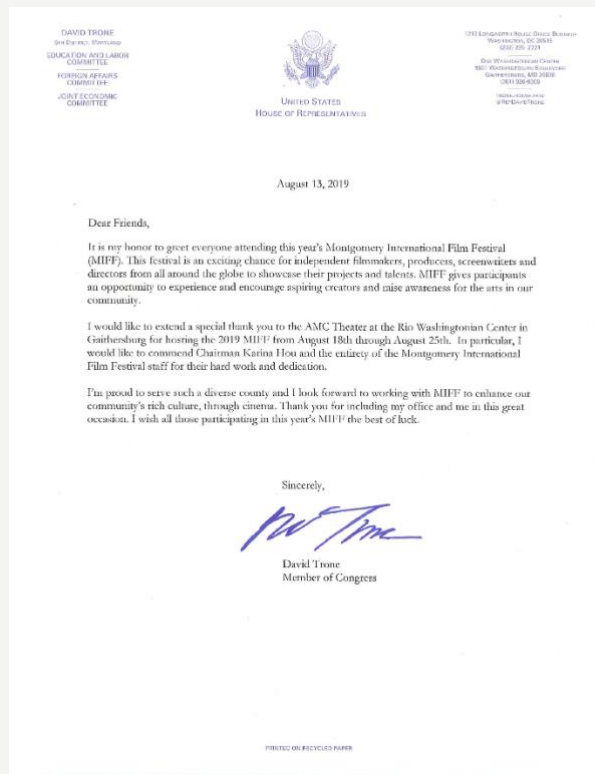 DAVID TRONE
6TH DISTRICT, MARYLAND
EDUCATION AND LABOR
COMMITTEE
FOREIGN AFFAIRS
COMMITTEE
JOINT ECONOMIC
COMMITTEE
UNITED STATES
HOUSE OF REPRESENTATIVES
WASHINGTON, DC 20515
August 13, 2019
Dear Friends,
It is my honor to greet everyone attending this year's Montgomery International Film Festival
(MIFF). This festival is an exciting chance for independent filmmakers, producers, screenwriters and
directors from all around the globe to showcase their projects and talents. MIFF gives participants
an opportunity to experience and encourage aspiring creators and raise awareness for the arts in our
community.
I would like to extend a special thank you to the AMC Theater at the Rio Washingtonian Center in
Gaithersburg for hosting the 2019 MIFF from August 18th through August 25th. In particular, I
would like to commend Chairman Karina Hou and the entirety of the Montgomery International
Film Festival staff for their hard work and dedication.
I'm proud to serve such a diverse county and I look forward to working with MIFF to enhance our
community's rich culture, through cinema. Thank you for including my office and me in this great
occasion. I wish all those participating in this year's MIFF the best of luck.
Sincerely,
David Trone
Member of Congress
PRINTED ON RECYCLED PAPER